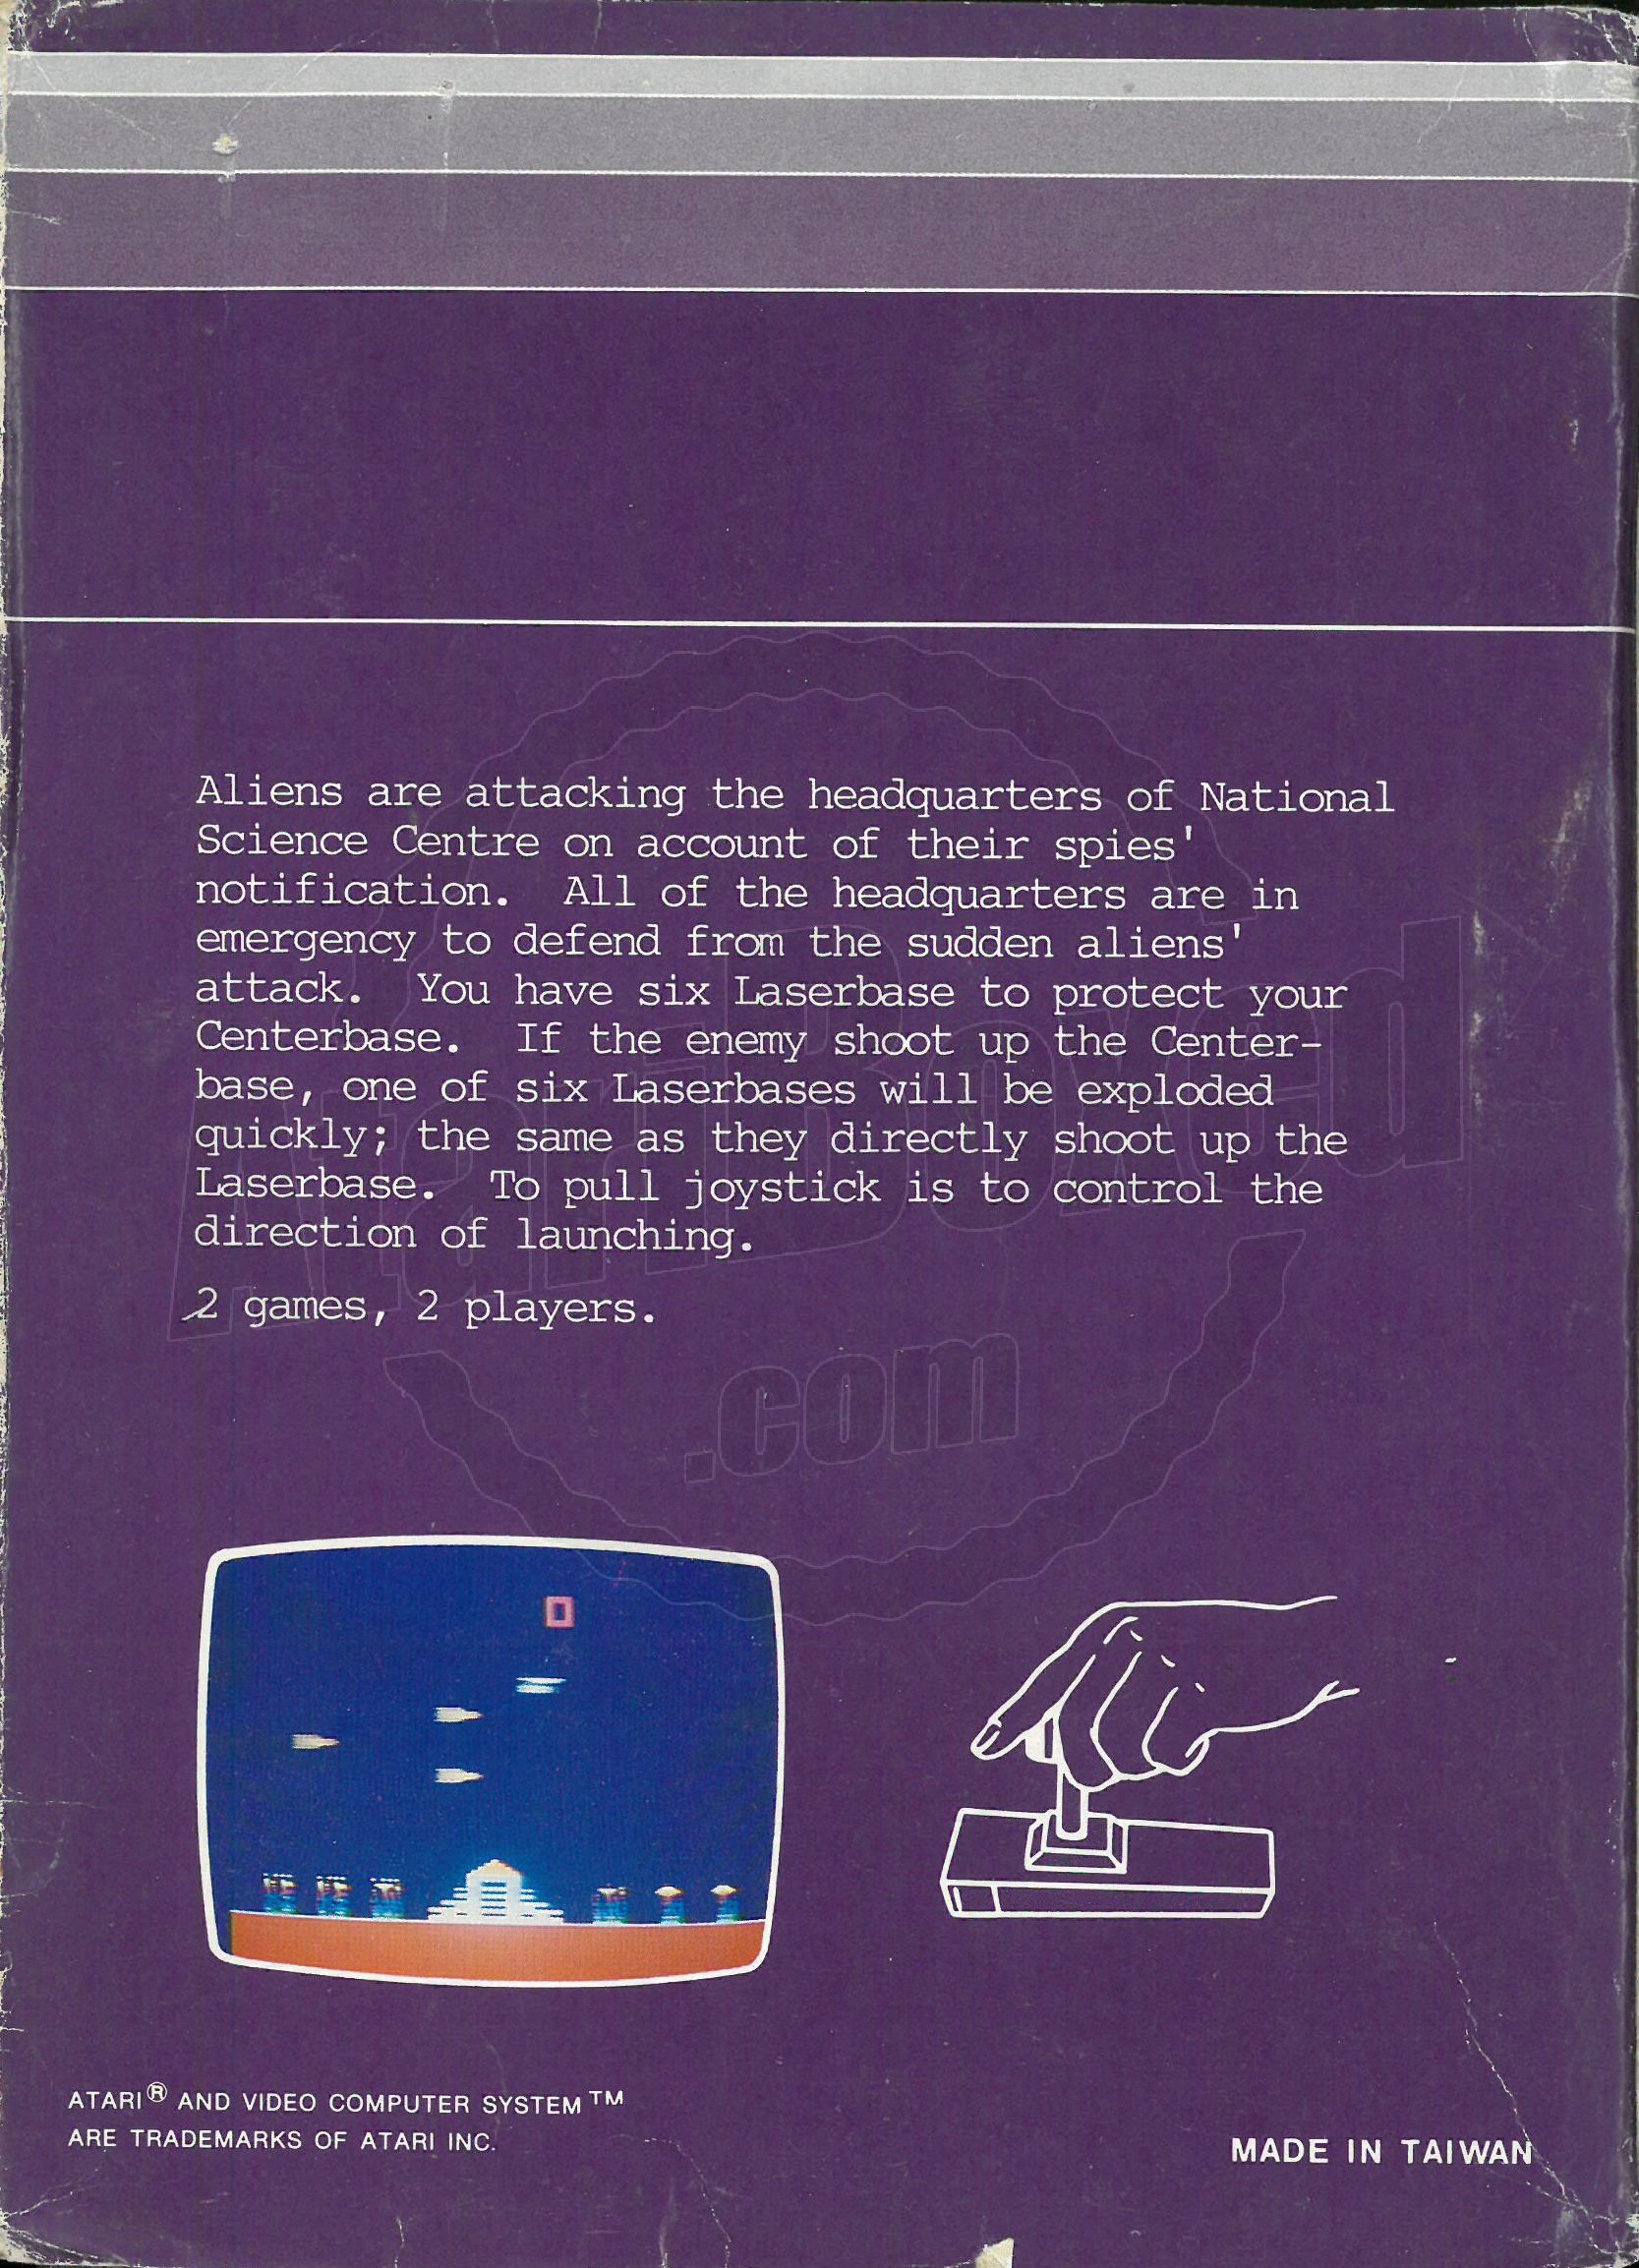 Aliens are attacking the headquarters of National
Science Centre on account of their spies'
notification.  All of the headquarters are in
emergency to defend from the sudden aliens'
attack.  You have six Laserbase to protect your
Centerbase.  If the enemy shoot up the Center-
base, one of six Laserbases will be exploded
quickly; the same as they directly shoot up the
Laserbase.  To pull joystick is to control the
direction of launching.
2 games, 2 players.
AtariBoxed
.com
0
ATARI® AND VIDEO COMPUTER SYSTEM™
ARE TRADEMARKS OF ATARI INC.
MADE IN TAIWAN